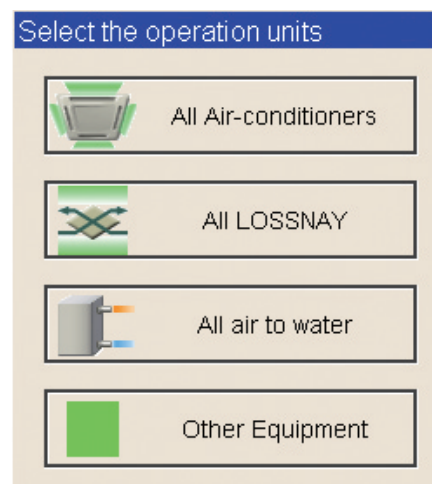 Select the operation units
All Air-conditioners
All LOSSNAY
All air to water
Other Equipment